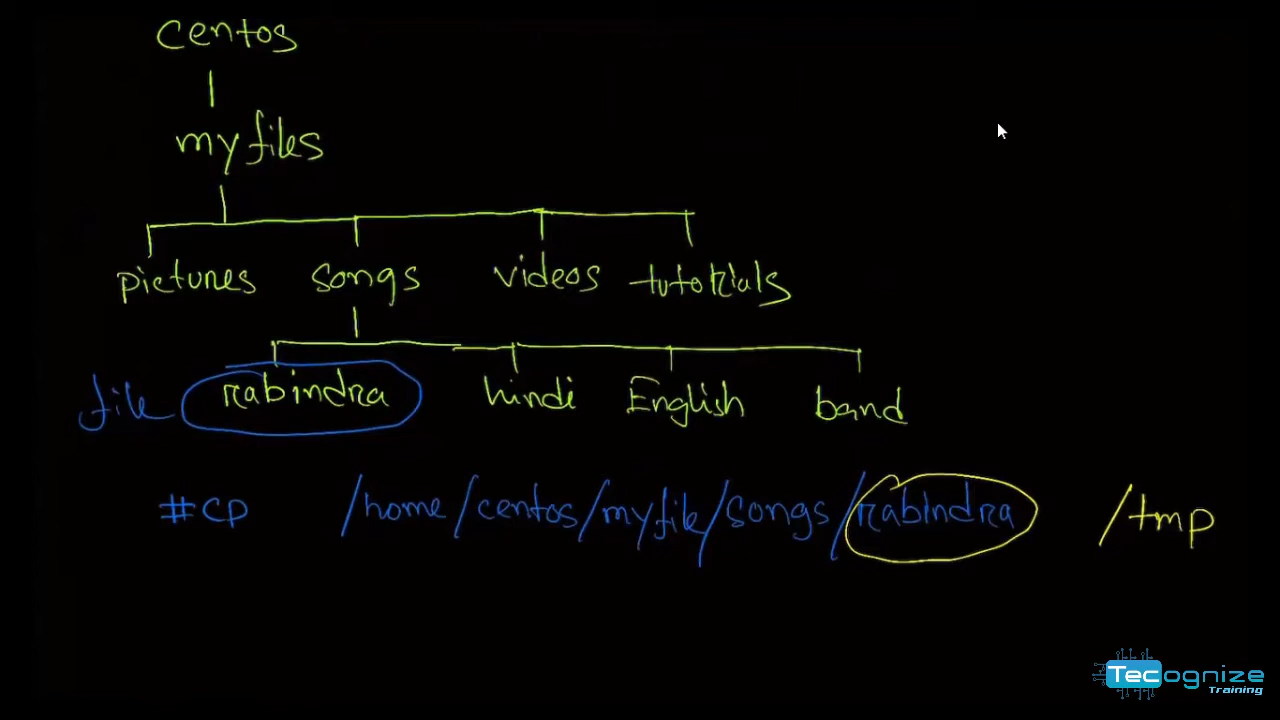 centos
myfiles
pictures songs videos tutorials
file rabindra hindi English band
#cp /home/centos/myfile/songs/rabindra /tmp
Tecognize
Training